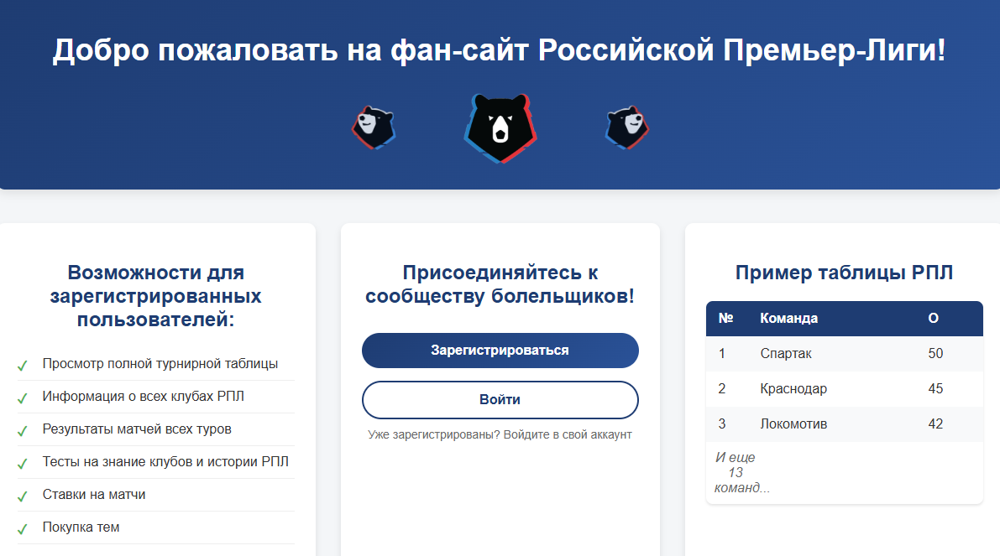 Добро пожаловать на фан-сайт Российской Премьер-Лиги!
Возможности для
зарегистрированных
пользователей:
✓ Просмотр полной турнирной таблицы
✓ Информация о всех клубах РПЛ
✓ Результаты матчей всех туров
✓ Тесты на знание клубов и истории РПЛ
✓ Ставки на матчи
✓ Покупка тем
Присоединяйтесь к
сообществу болельщиков!
Зарегистрироваться
Войти
Уже зарегистрированы? Войдите в свой аккаунт
Пример таблицы РПЛ
№ Команда О
1 Спартак 50
2 Краснодар 45
3 Локомотив 42
И еще
13
команд...